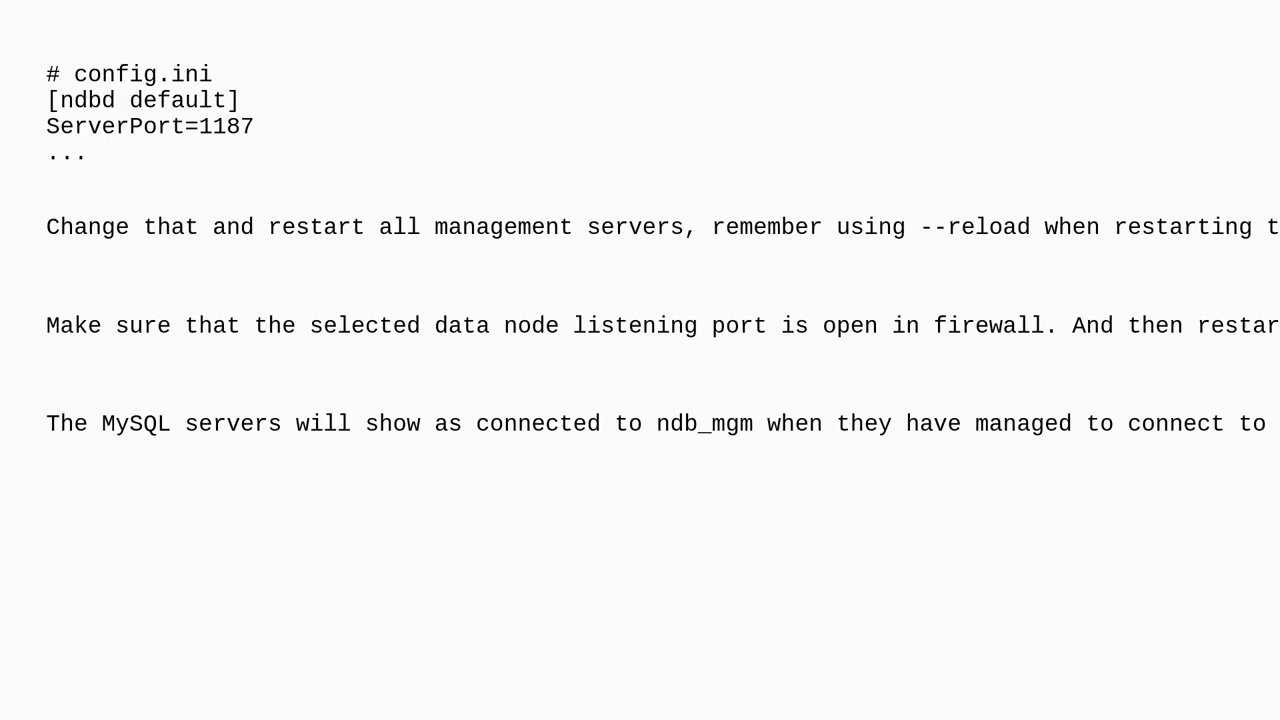 # config.ini
[ndbd default]
ServerPort=1187
...
Change that and restart all management servers, remember using --reload when restarting
Make sure that the selected data node listening port is open in firewall. And then
The MySQL servers will show as connected to ndb_mgm when they have managed to connect to